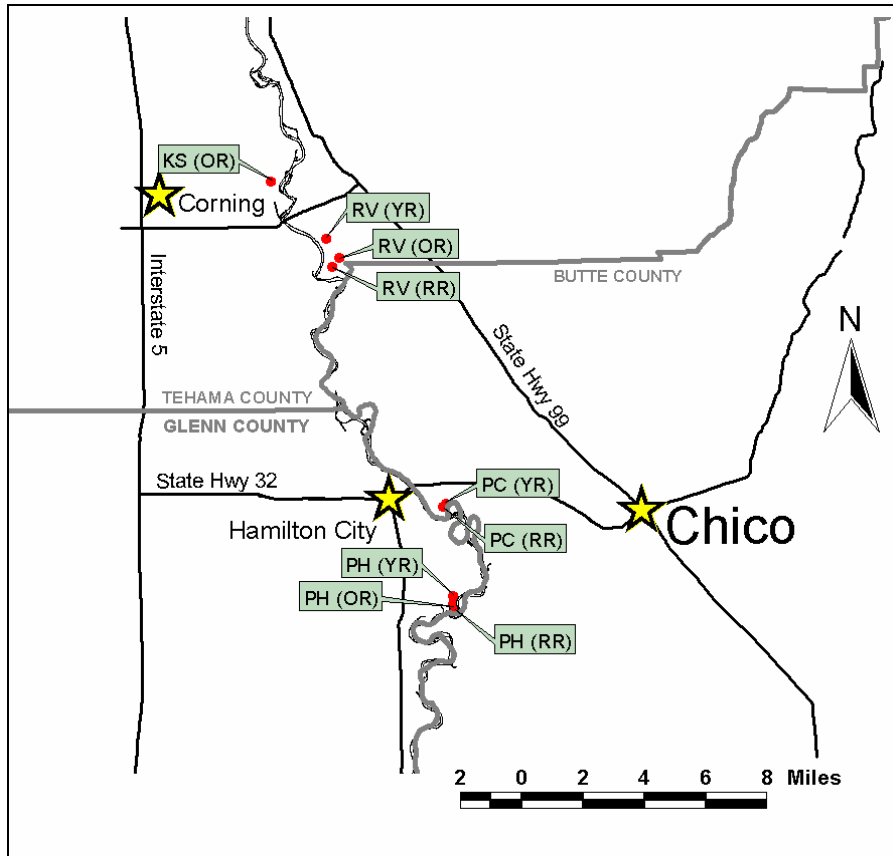 KS (OR)
Corning
RV (YR)
RV (OR)
RV (RR)
BUTTE COUNTY
Interstate 5
State Hwy 99
N
TEHAMA COUNTY
GLENN COUNTY
State Hwy 32
PC (YR)
Hamilton City
Chico
PC (RR)
PH (YR)
PH (OR)
PH (RR)
2 0 2 4 6 8 Miles